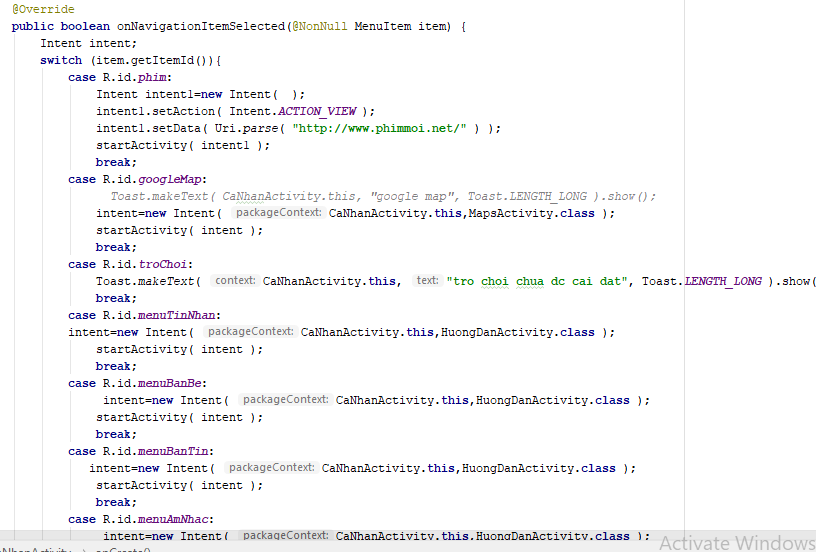 @Override
public boolean onNavigationItemSelected(@NonNull MenuItem item) {
Intent intent;
switch (item.getItemId()){
case R.id.phim:
Intent intent1=new Intent(  );
intent1.setAction( Intent.ACTION_VIEW );
intent1.setData( Uri.parse( "http://www.phimmoi.net/" ) );
startActivity( intent1 );
break;
case R.id.googleMap:
Toast.makeText( CaNhanActivity.this, "google map", Toast.LENGTH_LONG ).show();
intent=new Intent( packageContext: CaNhanActivity.this,MapsActivity.class );
startActivity( intent );
break;
case R.id.troChoi:
Toast.makeText( context: CaNhanActivity.this, text: "tro choi chua dc cai dat", Toast.LENGTH_LONG ).show(
break;
case R.id.menuTinNhan:
intent=new Intent( packageContext: CaNhanActivity.this,HuongDanActivity.class );
startActivity( intent );
break;
case R.id.menuBanBe:
intent=new Intent( packageContext: CaNhanActivity.this,HuongDanActivity.class );
startActivity( intent );
break;
case R.id.menuBanTin:
intent=new Intent( packageContext: CaNhanActivity.this,HuongDanActivity.class );
startActivity( intent );
break;
case R.id.menuAmNhac:
intent=new Intent( packageContext: CaNhanActivity.this,HuongDanActivity.class );
Activate Windows